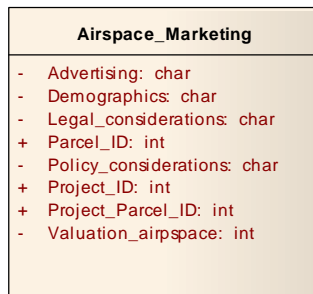 Airspace_Marketing
- Advertising: char
- Demographics: char
- Legal_considerations: char
+ Parcel_ID: int
- Policy_considerations: char
+ Project_ID: int
+ Project_Parcel_ID: int
- Valuation_airpspace: int